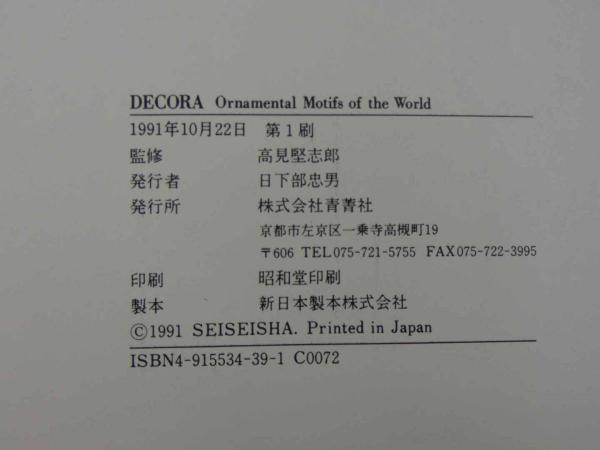 DECORA Ornamental Motifs of the World
1991年10月22日 第1刷
監修 高見堅志郎
発行者 日下部忠男
発行所 株式会社青菁社
京都市左京区一乗寺高槻町19
〒606 TEL075-721-5755 FAX075-722-3995
印刷 昭和堂印刷
製本 新日本製本株式会社
©1991 SEISEISHA. Printed in Japan
ISBN4-915534-39-1 C0072